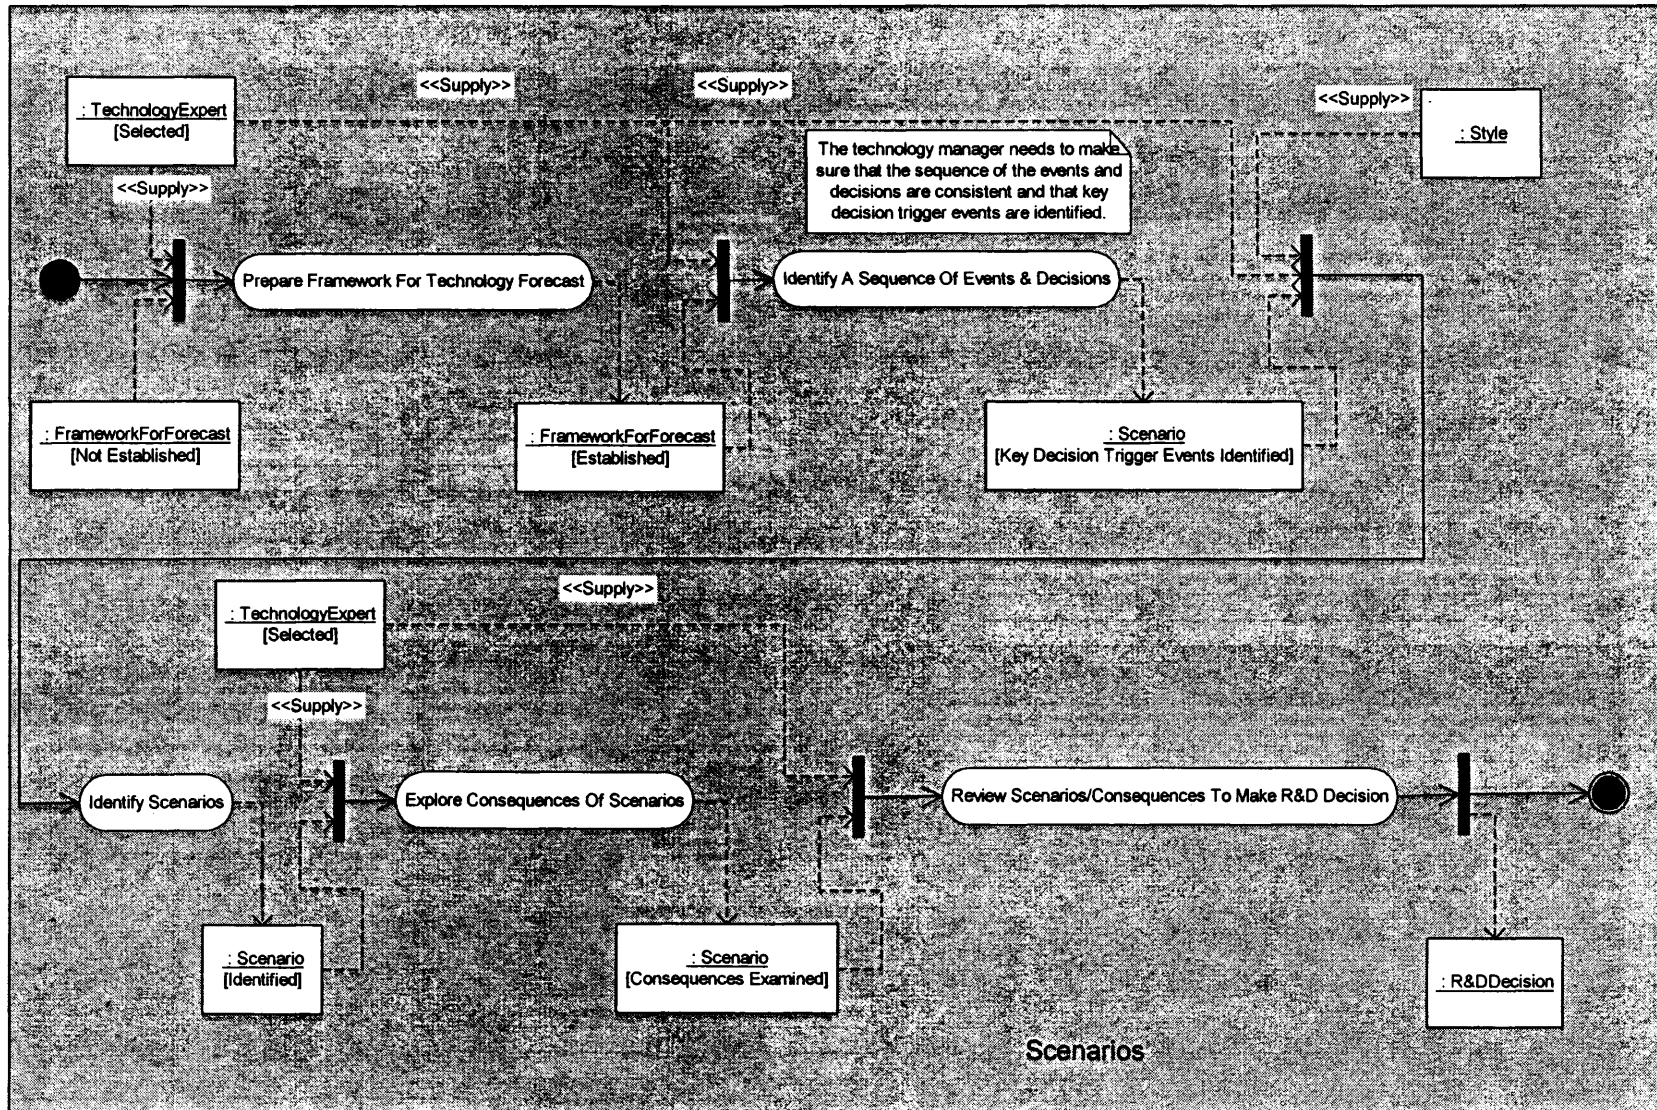 <<Supply>>
<<Supply>>
<<Supply>>
: TechnologyExpert
[Selected]
: Style
The technology manager needs to make
sure that the sequence of the events and
decisions are consistent and that key
decision trigger events are identified.
<<Supply>>
Prepare Framework For Technology Forecast
Identify A Sequence Of Events & Decisions
: FrameworkForForecast
[Not Established]
: FrameworkForForecast
[Established]
: Scenario
[Key Decision Trigger Events Identified]
<<Supply>>
: TechnologyExpert
[Selected]
<<Supply>>
Identify Scenarios
Explore Consequences Of Scenarios
Review Scenarios/Consequences To Make R&D Decision
: Scenario
[Identified]
: Scenario
[Consequences Examined]
: R&DDecision
Scenarios